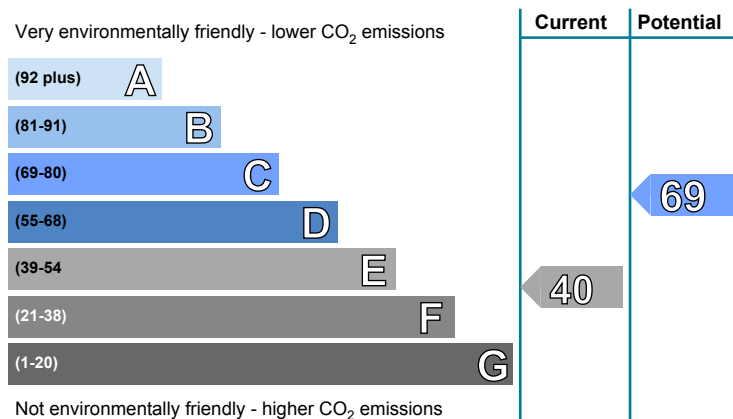 Very environmentally friendly - lower CO2 emissions
Current
Potential
(92 plus) A
(81-91) B
(69-80) C
69
(55-68) D
(39-54 E
40
(21-38) F
(1-20) G
Not environmentally friendly - higher CO2 emissions